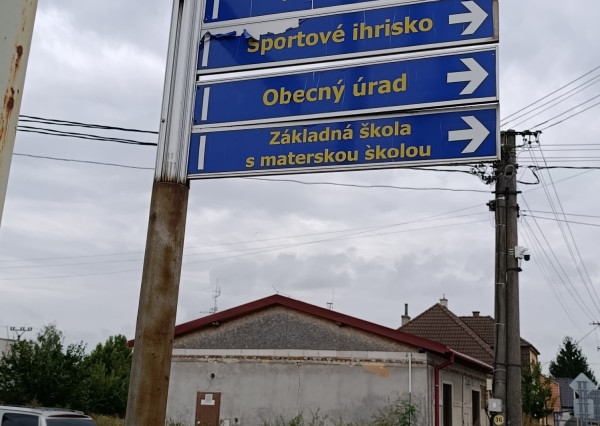 Športové ihrisko
Obecný úrad
Základná škola
s materskou školou